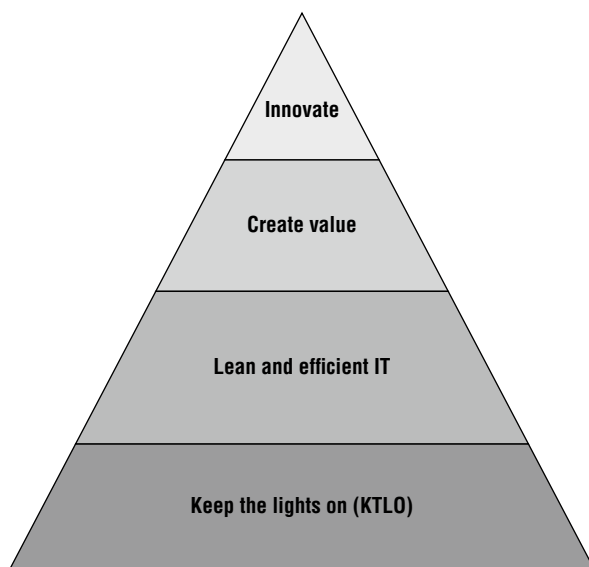 Innovate
Create value
Lean and efficient IT
Keep the lights on (KTLO)